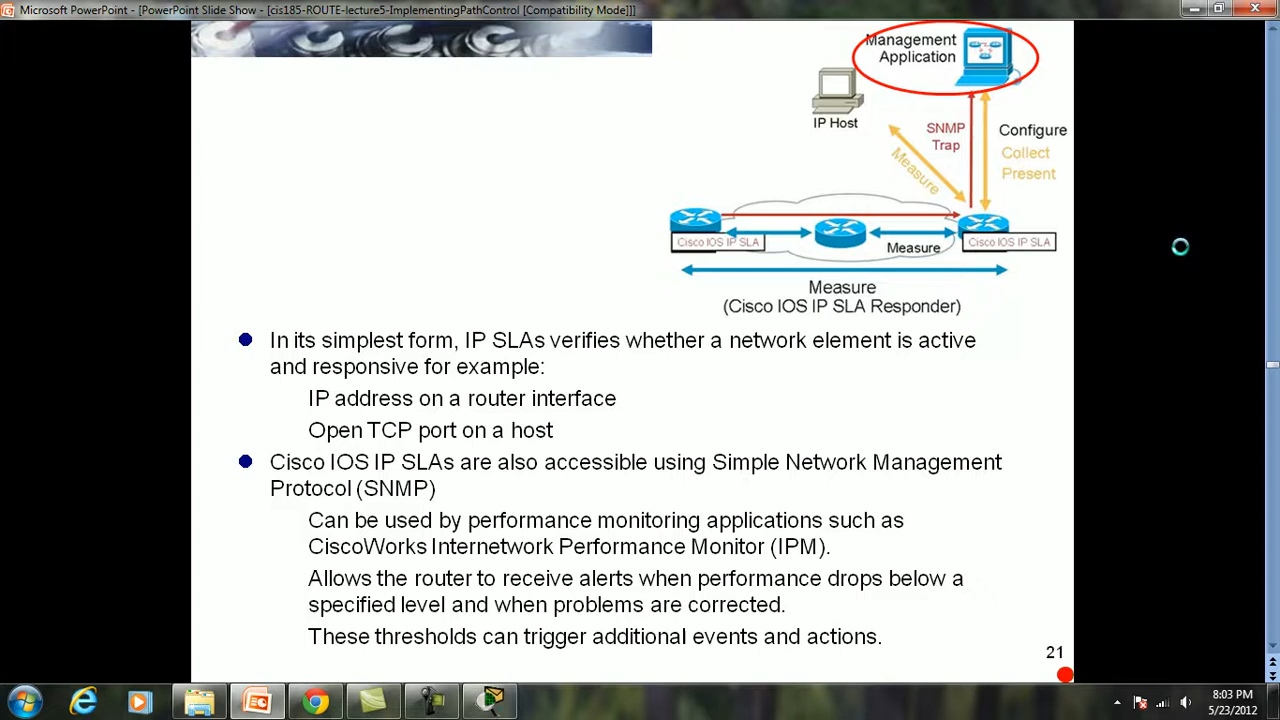 Microsoft PowerPoint - [PowerPoint Slide Show - [cis185-ROUTE-lecture5-ImplementingPathControl [Compatibility Mode]]]
Management
Application
IP Host
SNMP
Trap
Configure
Collect
Present
Measure
Cisco IOS IP SLA
Measure
Cisco IOS IP SLA
Measure
(Cisco IOS IP SLA Responder)
In its simplest form, IP SLAs verifies whether a network element is active
and responsive for example:
IP address on a router interface
Open TCP port on a host
Cisco IOS IP SLAs are also accessible using Simple Network Management
Protocol (SNMP)
Can be used by performance monitoring applications such as
CiscoWorks Internetwork Performance Monitor (IPM).
Allows the router to receive alerts when performance drops below a
specified level and when problems are corrected.
These thresholds can trigger additional events and actions.
21
8:03 PM
5/23/2012